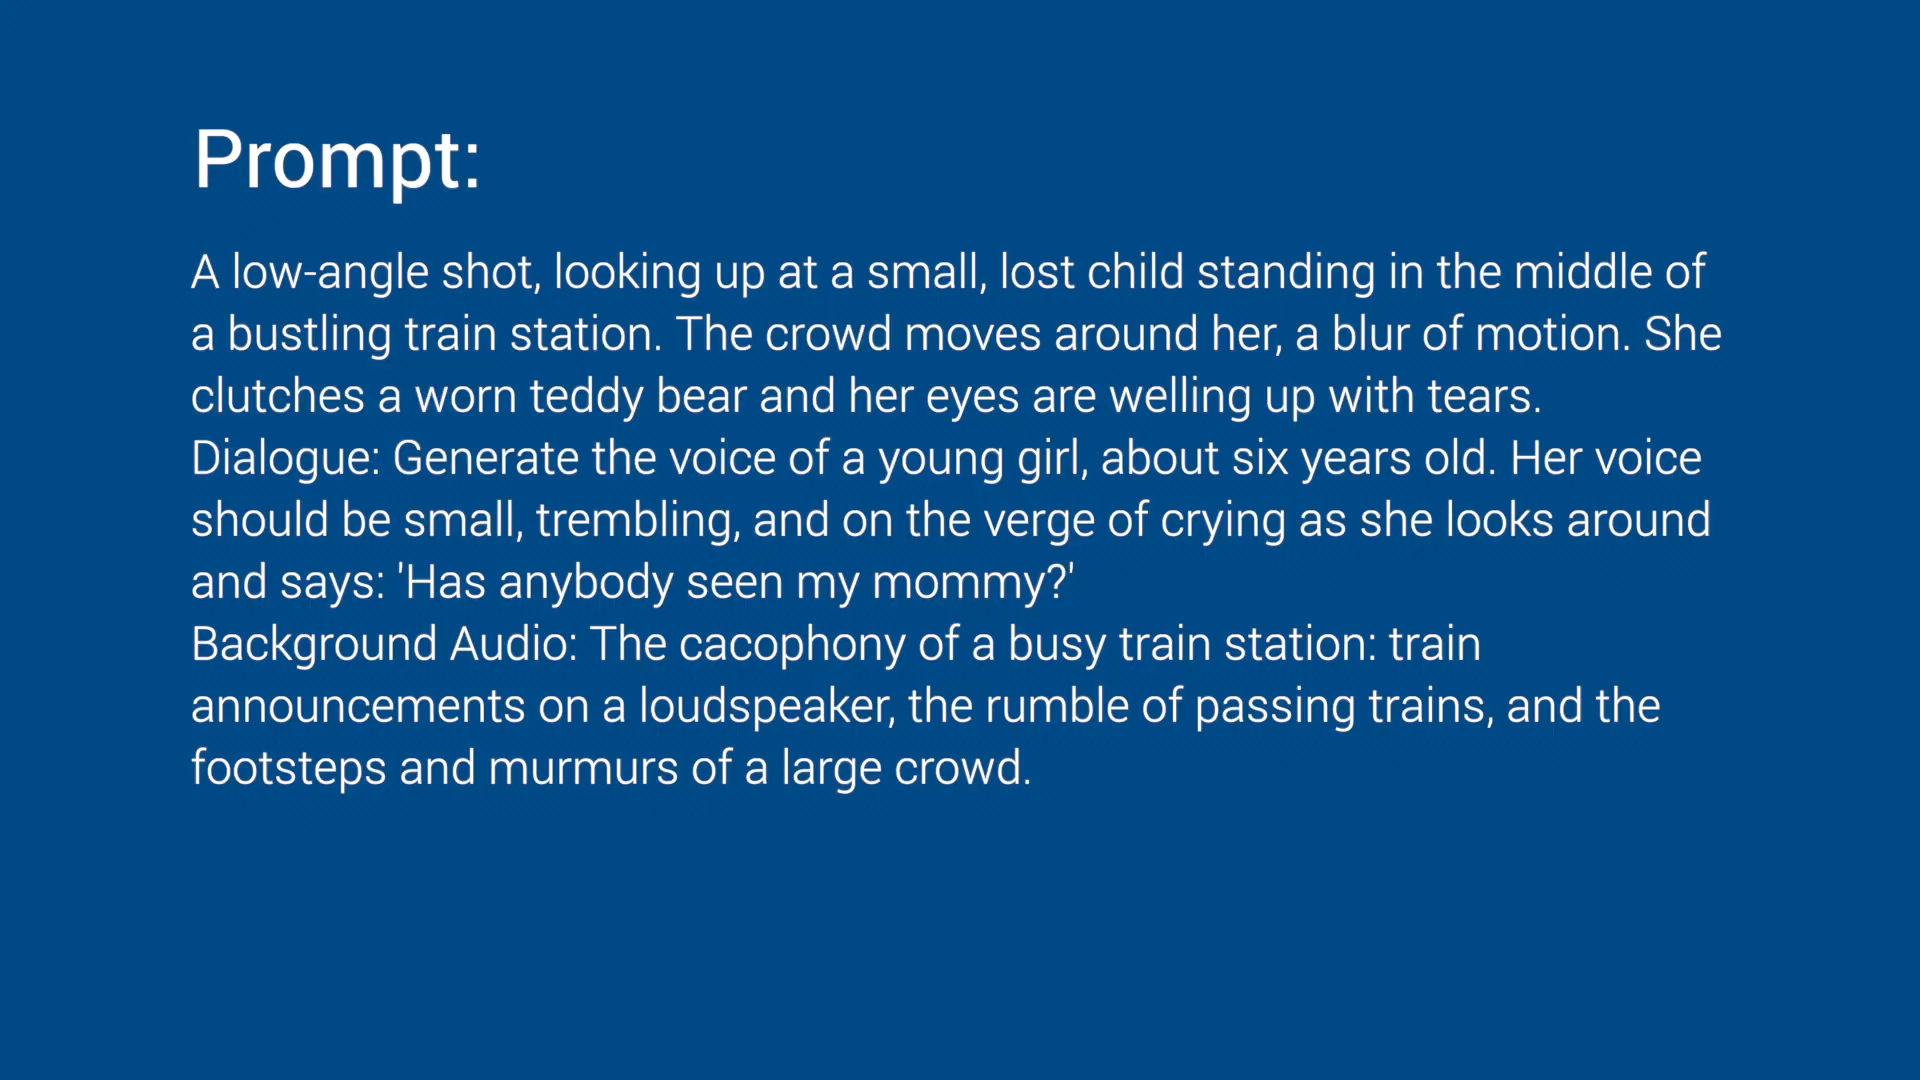 Prompt:
A low-angle shot, looking up at a small, lost child standing in the middle of
a bustling train station. The crowd moves around her, a blur of motion. She
clutches a worn teddy bear and her eyes are welling up with tears.
Dialogue: Generate the voice of a young girl, about six years old. Her voice
should be small, trembling, and on the verge of crying as she looks around
and says: 'Has anybody seen my mommy?'
Background Audio: The cacophony of a busy train station: train
announcements on a loudspeaker, the rumble of passing trains, and the
footsteps and murmurs of a large crowd.